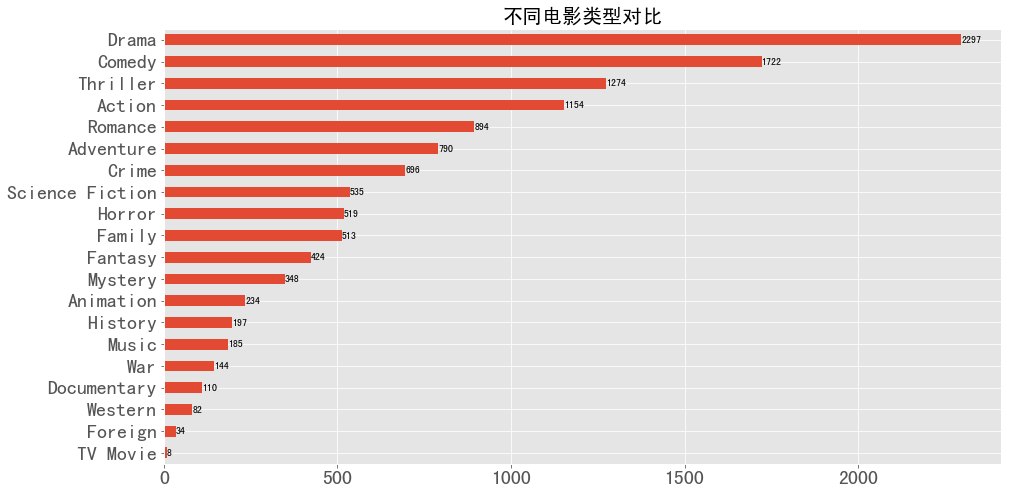 不同电影类型对比
Drama 2297
Comedy 1722
Thriller 1274
Action 1154
Romance 894
Adventure 790
Crime 696
Science Fiction 535
Horror 519
Family 513
Fantasy 424
Mystery 348
Animation 234
History 197
Music 185
War 144
Documentary 110
Western 82
Foreign 34
TV Movie 8
0 500 1000 1500 2000